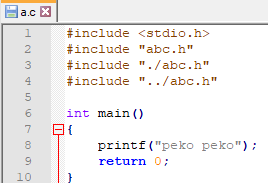 a.c
1 #include <stdio.h>
2 #include "abc.h"
3 #include "./abc.h"
4 #include "../abc.h"
5
6 int main()
7 {
8 printf("peko peko");
9 return 0;
10 }